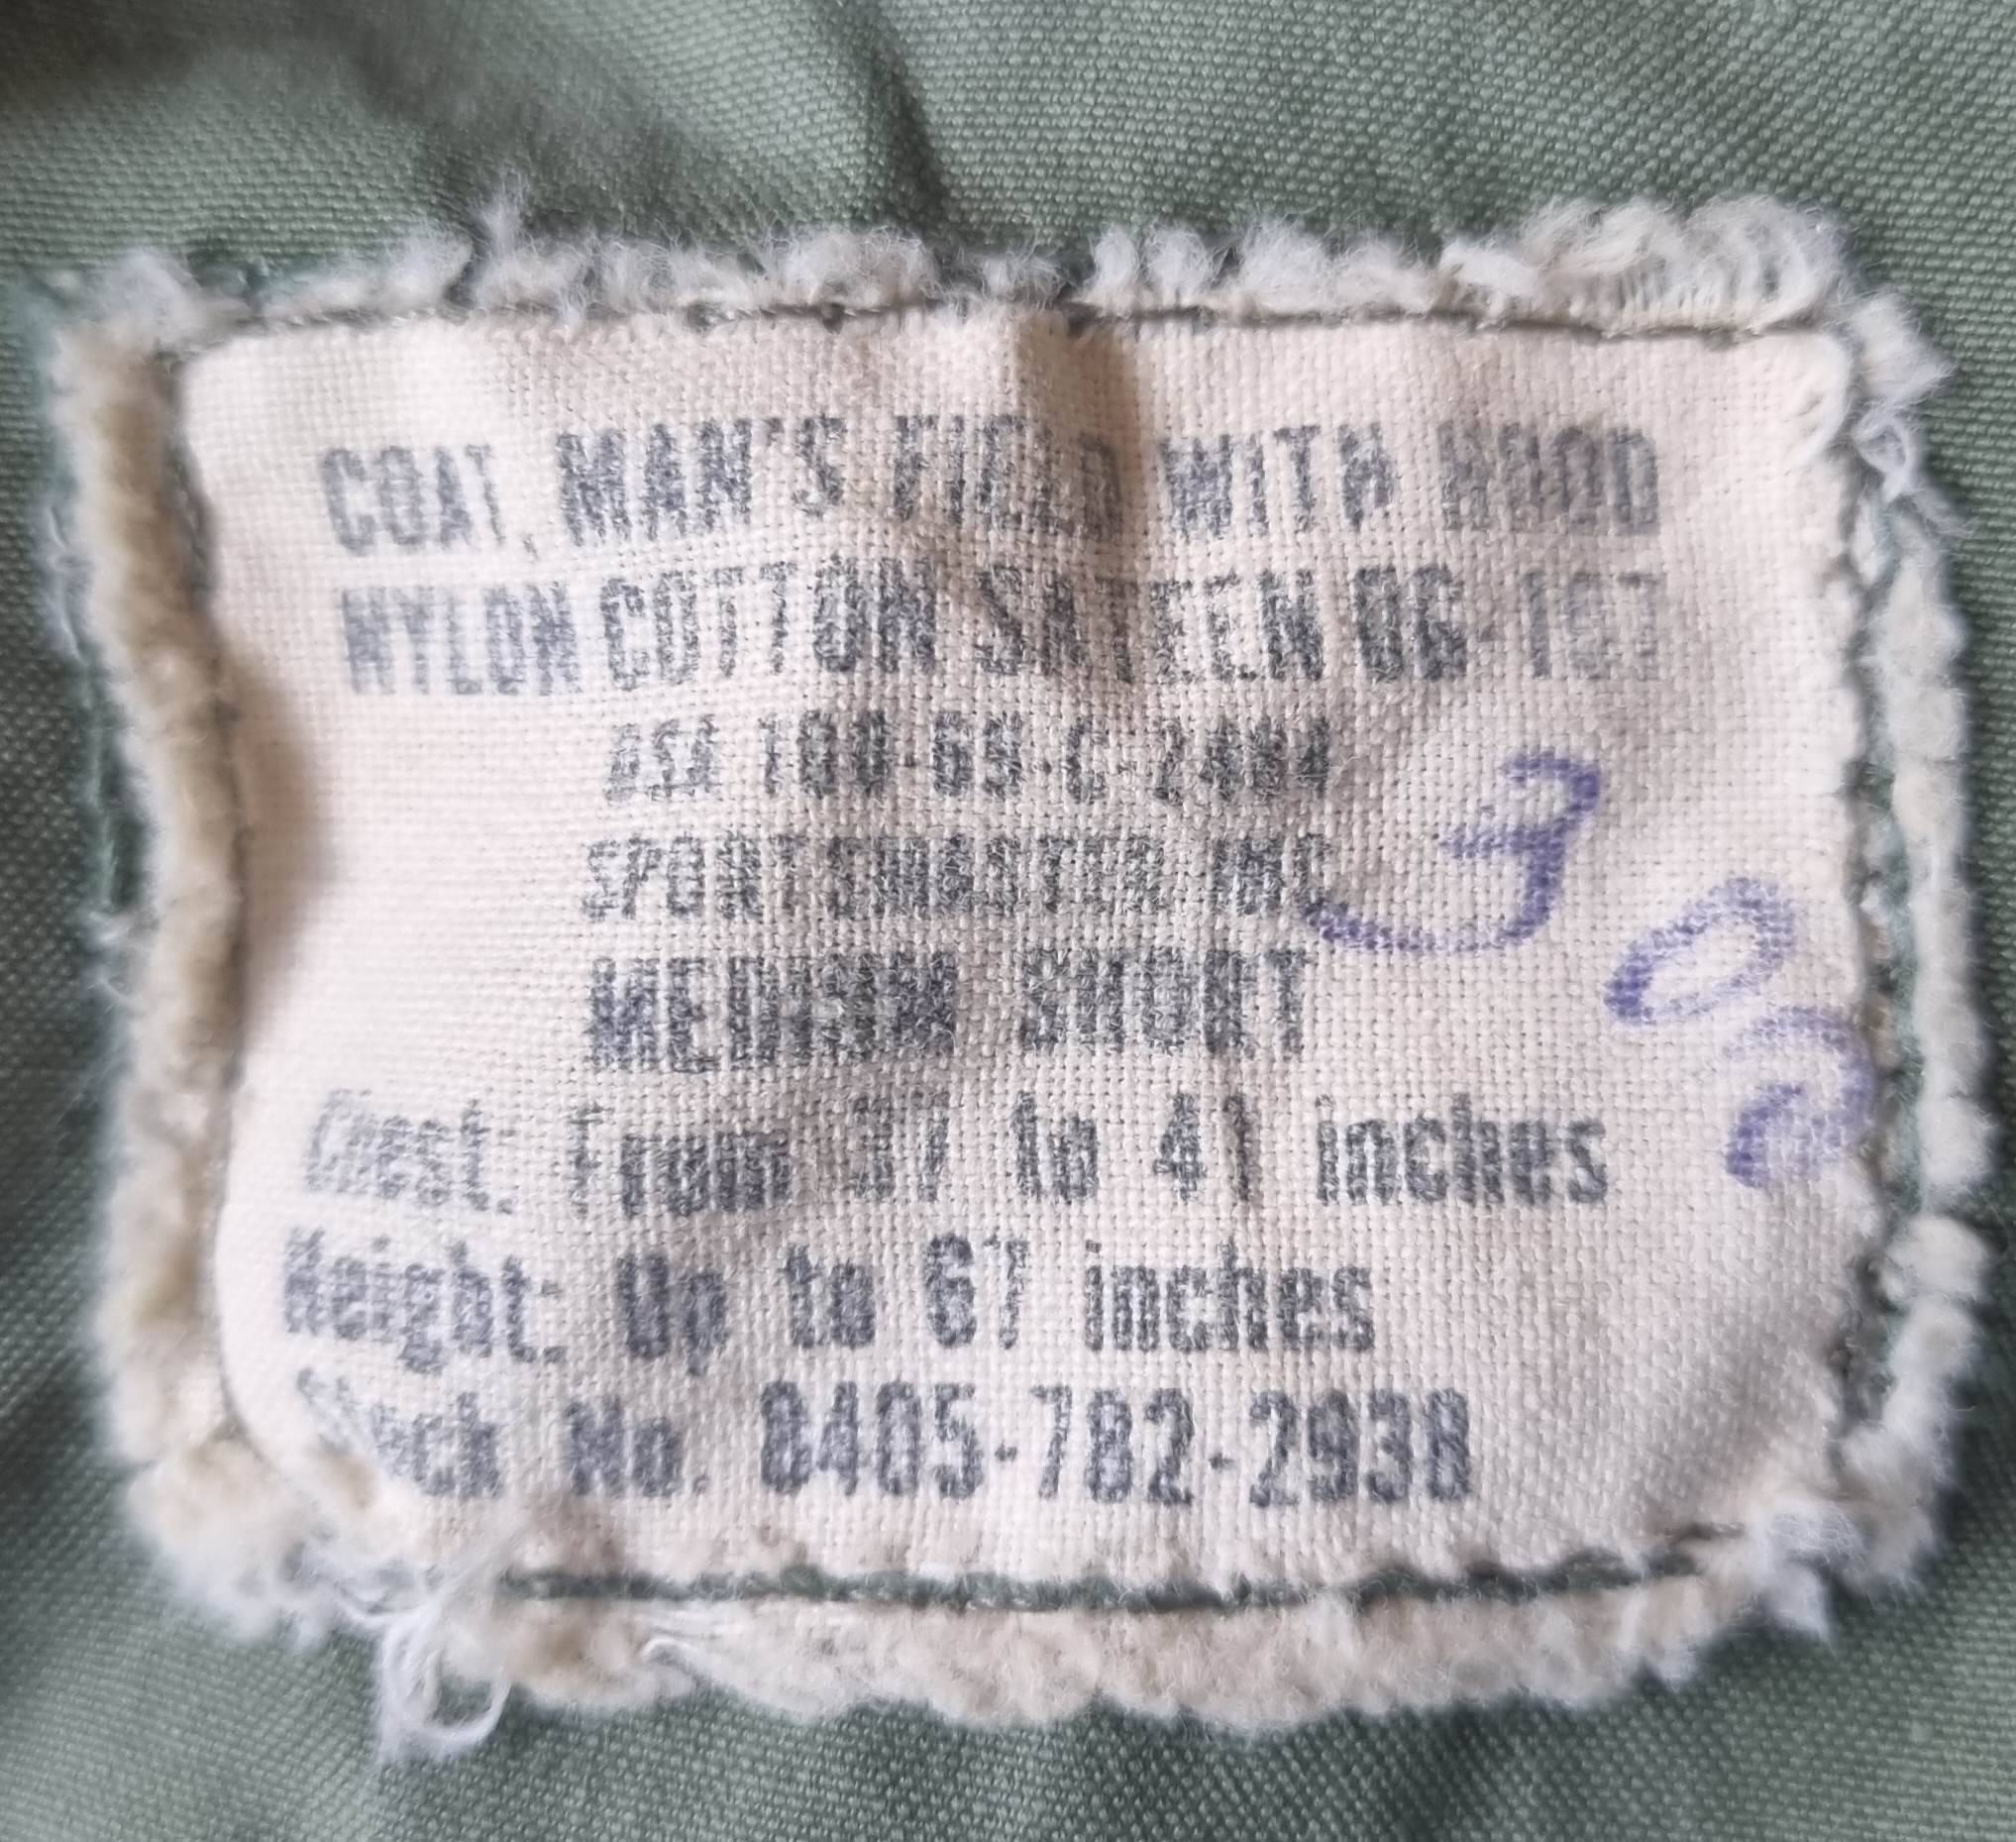 COAT, MAN'S FIELD WITH HOOD
NYLON COTTON SATEEN OG-107
DSA 100-69-C-2404
SPORTSMASTER INC
MEDIUM SHORT
Chest: From 37 to 41 inches
Height: Up to 67 inches
Stock No. 8405-782-2938